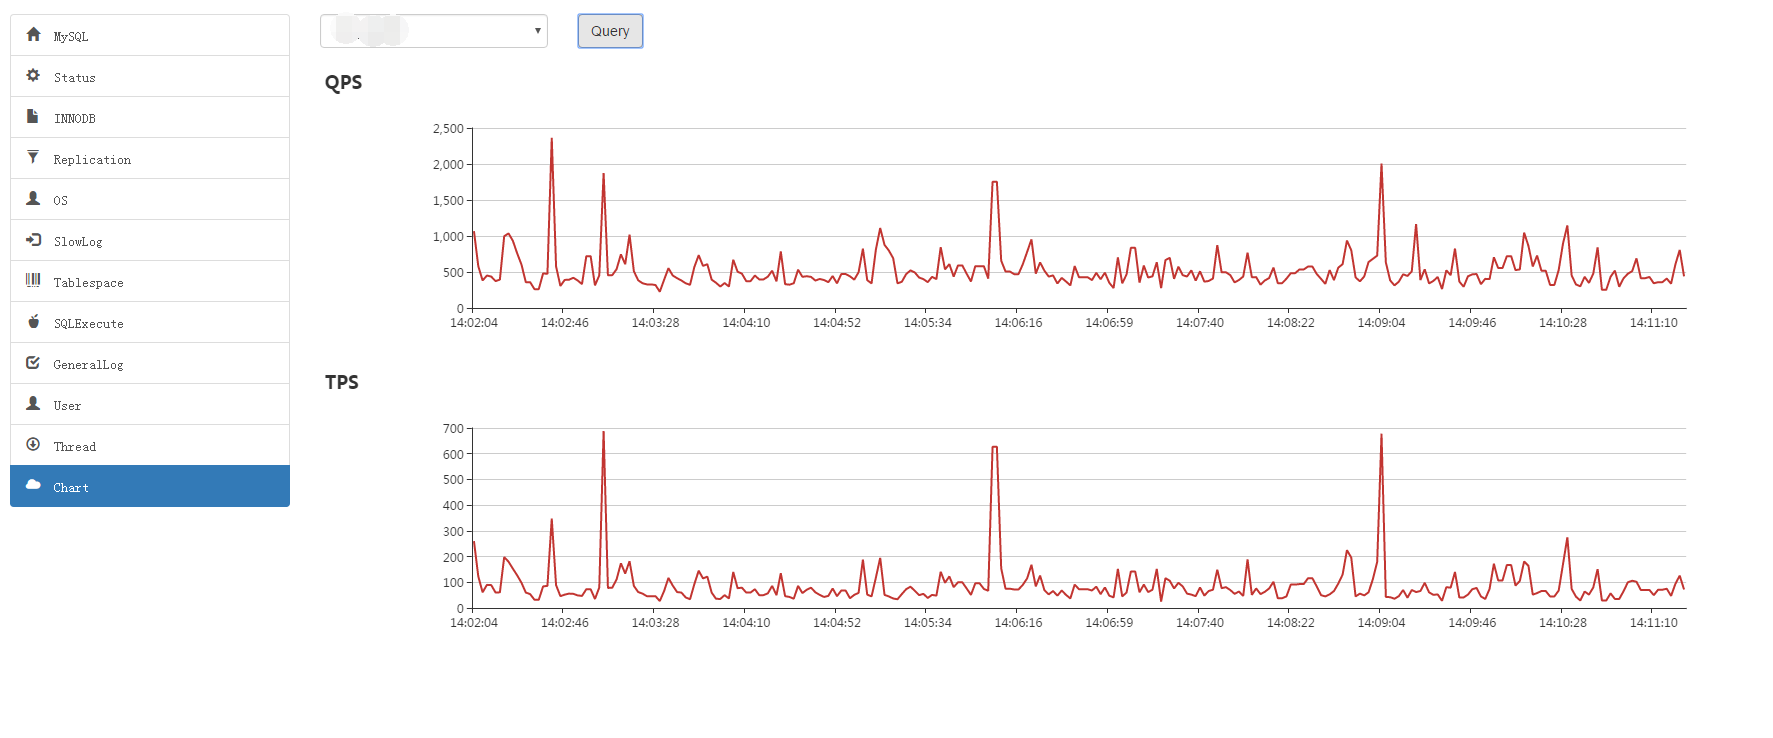 MySQL
Status
INNODB
Replication
OS
SlowLog
Tablespace
SQLExecute
GeneralLog
User
Thread
Chart
Query
QPS
2,500
2,000
1,500
1,000
500
0
14:02:04 14:02:46 14:03:28 14:04:10 14:04:52 14:05:34 14:06:16 14:06:59 14:07:40 14:08:22 14:09:04 14:09:46 14:10:28 14:11:10
TPS
700
600
500
400
300
200
100
0
14:02:04 14:02:46 14:03:28 14:04:10 14:04:52 14:05:34 14:06:16 14:06:59 14:07:40 14:08:22 14:09:04 14:09:46 14:10:28 14:11:10